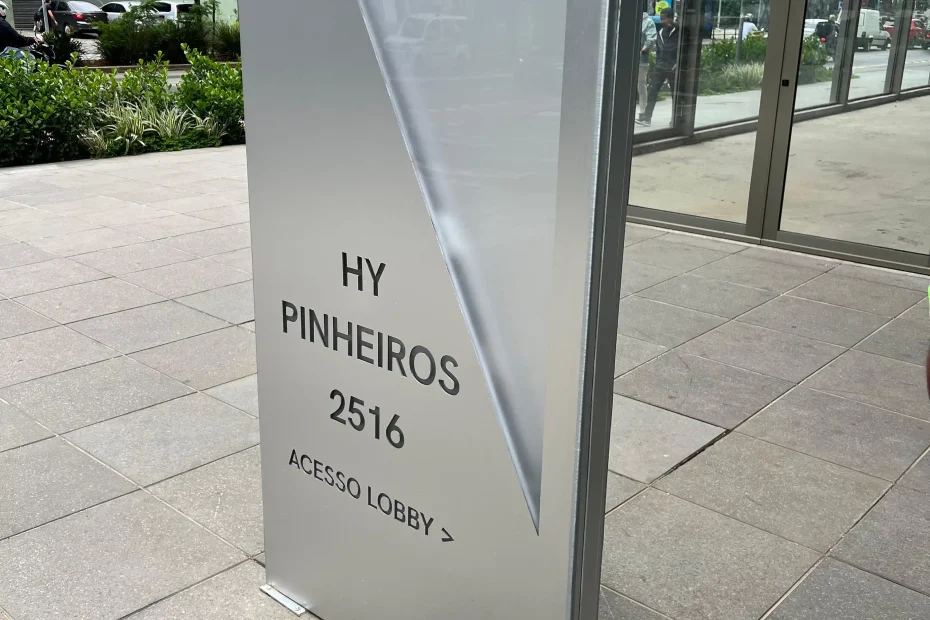 HY
PINHEIROS
2516
ACESSO LOBBY >